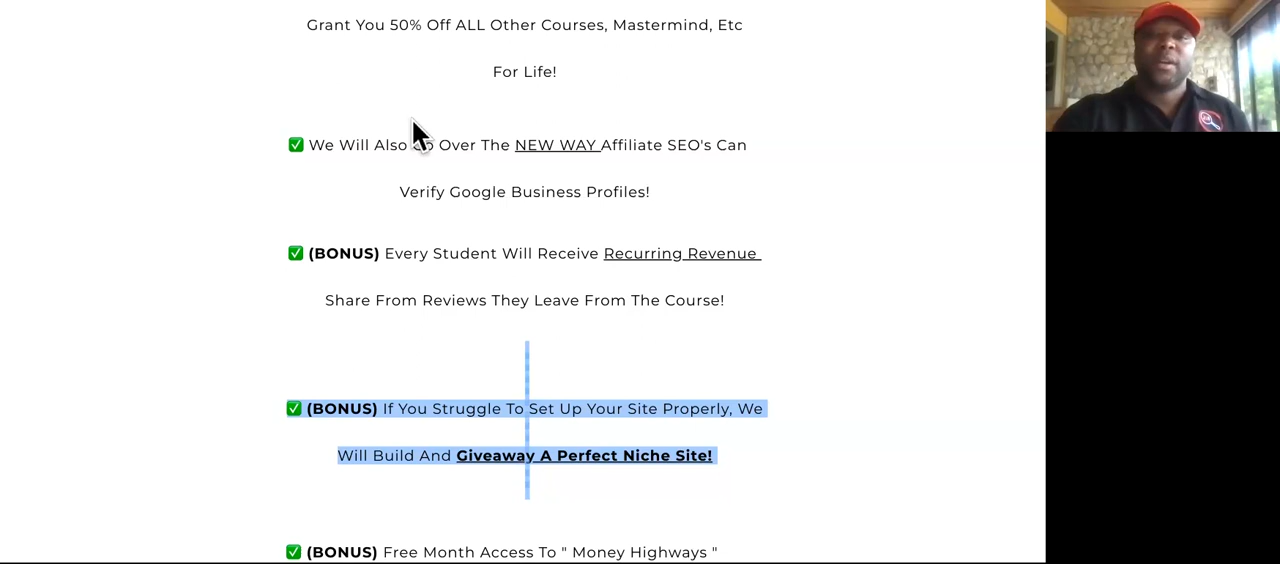 Grant You 50% Off ALL Other Courses, Mastermind, Etc
For Life!
✅ We Will Also Go Over The NEW WAY Affiliate SEO's Can
Verify Google Business Profiles!
✅ (BONUS) Every Student Will Receive Recurring Revenue
Share From Reviews They Leave From The Course!
✅ (BONUS) If You Struggle To Set Up Your Site Properly, We
Will Build And Giveaway A Perfect Niche Site!
✅ (BONUS) Free Month Access To " Money Highways "